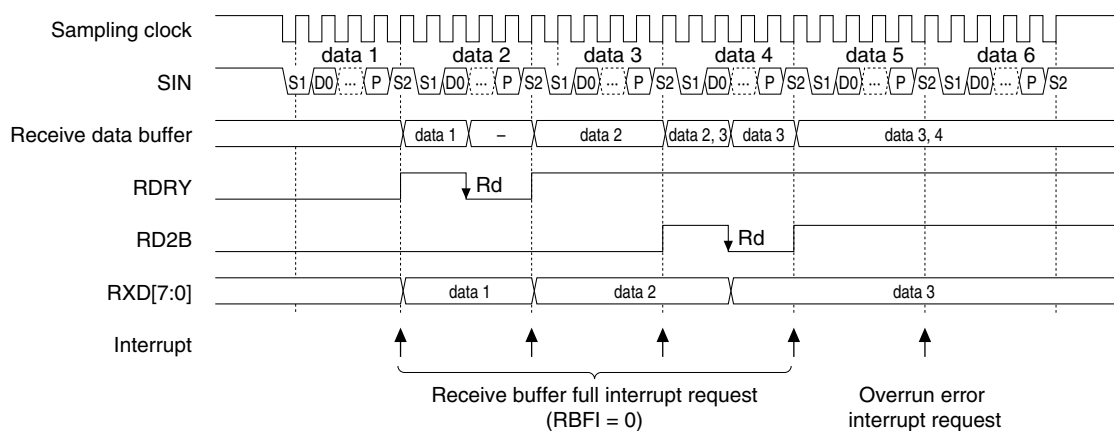 Sampling clock
data 1 data 2 data 3 data 4 data 5 data 6
SIN S1 D0 ... P S2 S1 D0 ... P S2 S1 D0 ... P S2 S1 D0 ... P S2 S1 D0 ... P S2 S1 D0 ... P S2
Receive data buffer data 1 – data 2 data 2, 3 data 3 data 3, 4
RDRY Rd
RD2B Rd
RXD[7:0] data 1 data 2 data 3
Interrupt
Receive buffer full interrupt request Overrun error
(RBFI = 0) interrupt request